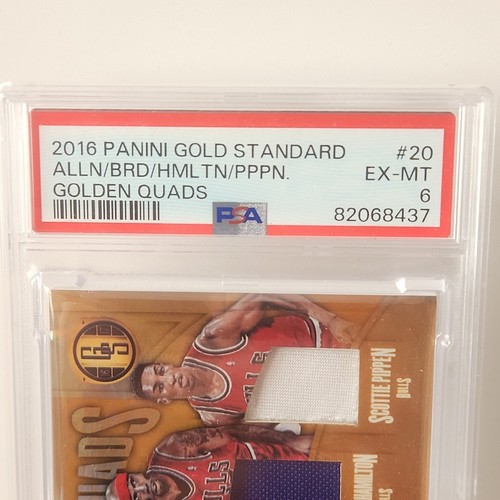 2016 PANINI GOLD STANDARD #20
ALLN/BRD/HMLTN/PPPN. EX-MT
GOLDEN QUADS 6
PSA 82068437
GS
SCOTTIE PIPPEN
BULLS
QUADS